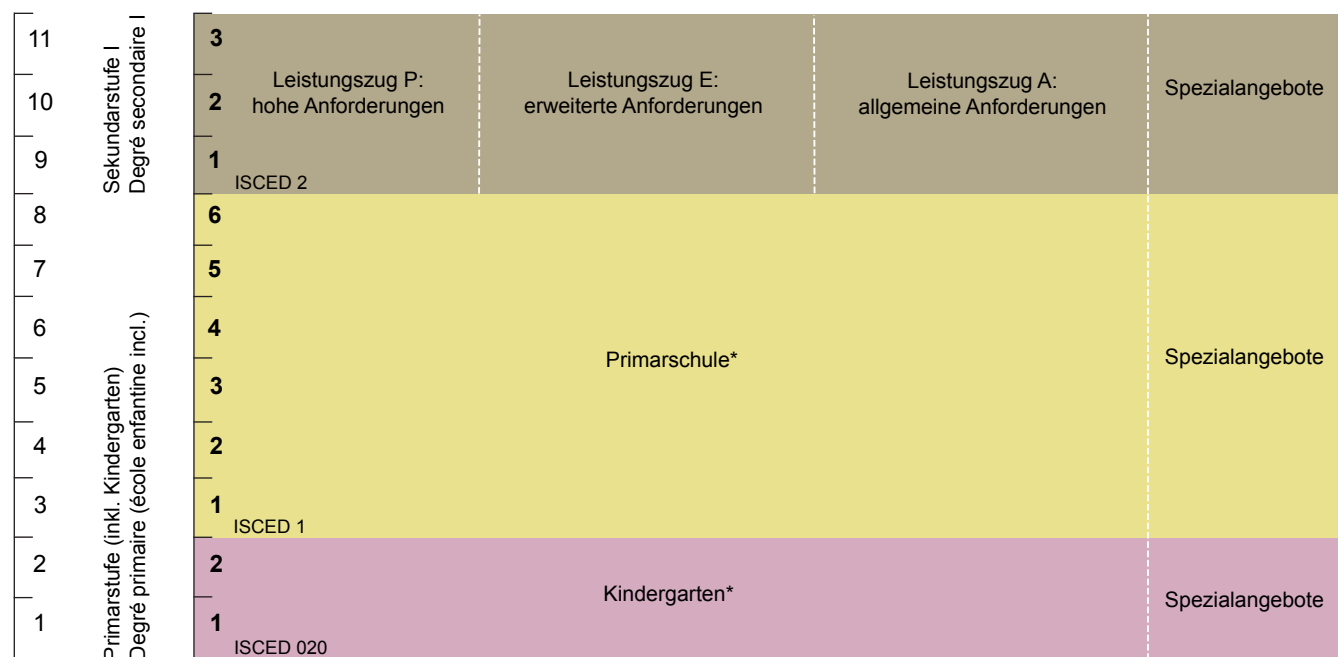 11
10
9
8
7
6
5
4
3
2
1
Sekundarstufe I
Degré secondaire I
Primarstufe (inkl. Kindergarten)
Degré primaire (école enfantine incl.)
3
2
1
Leistungszug P:
hohe Anforderungen
Leistungszug E:
erweiterte Anforderungen
Leistungszug A:
allgemeine Anforderungen
Spezialangebote
ISCED 2
6
5
4
3
2
1
Primarschule*
Spezialangebote
ISCED 1
2
1
Kindergarten*
Spezialangebote
ISCED 020